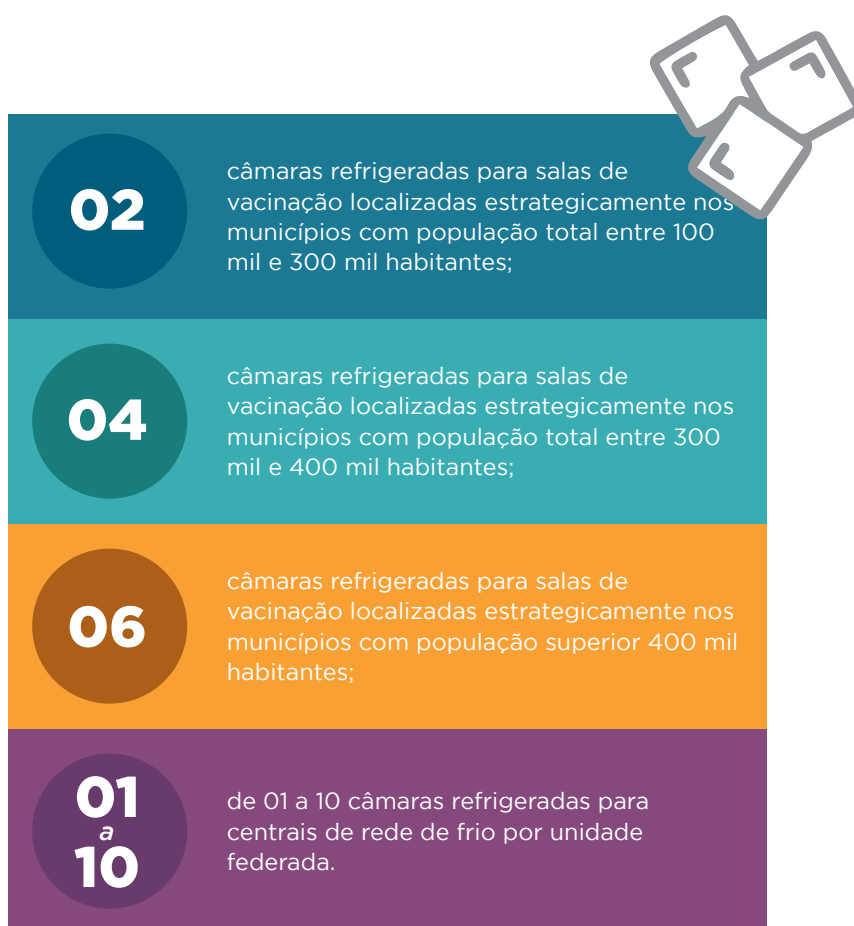 02
câmaras refrigeradas para salas de
vacinação localizadas estrategicamente nos
municípios com população total entre 100
mil e 300 mil habitantes;
04
câmaras refrigeradas para salas de
vacinação localizadas estrategicamente nos
municípios com população total entre 300
mil e 400 mil habitantes;
06
câmaras refrigeradas para salas de
vacinação localizadas estrategicamente nos
municípios com população superior 400 mil
habitantes;
01
a
10
de 01 a 10 câmaras refrigeradas para
centrais de rede de frio por unidade
federada.